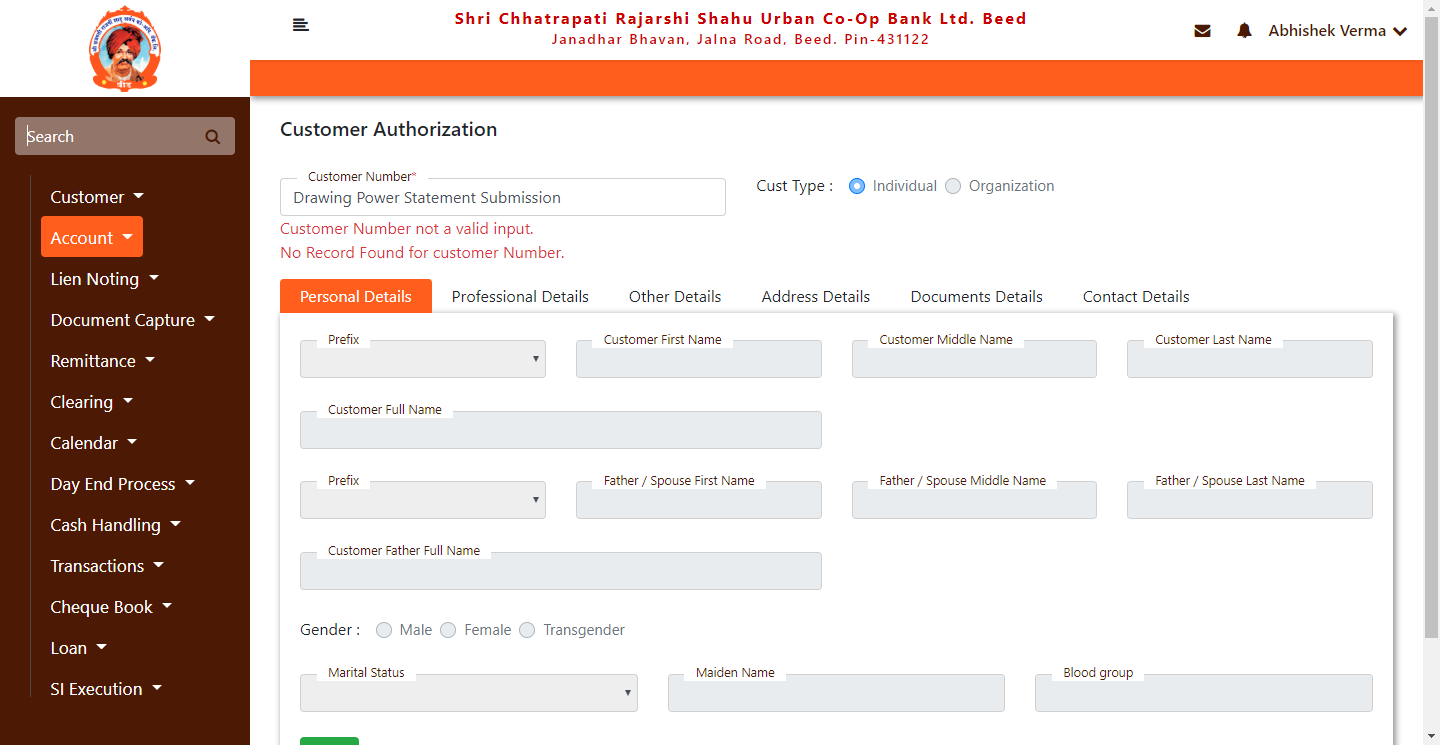 Shri Chhatrapati Rajarshi Shahu Urban Co-Op Bank Ltd. Beed
Janadhar Bhavan, Jalna Road, Beed. Pin-431122
Abhishek Verma
बीड
Search
Customer
Account
Lien Noting
Document Capture
Remittance
Clearing
Calendar
Day End Process
Cash Handling
Transactions
Cheque Book
Loan
SI Execution
Customer Authorization
Customer Number*
Drawing Power Statement Submission
Cust Type : Individual Organization
Customer Number not a valid input.
No Record Found for customer Number.
Personal Details Professional Details Other Details Address Details Documents Details Contact Details
Prefix Customer First Name Customer Middle Name Customer Last Name
Customer Full Name
Prefix Father / Spouse First Name Father / Spouse Middle Name Father / Spouse Last Name
Customer Father Full Name
Gender : Male Female Transgender
Marital Status Maiden Name Blood group